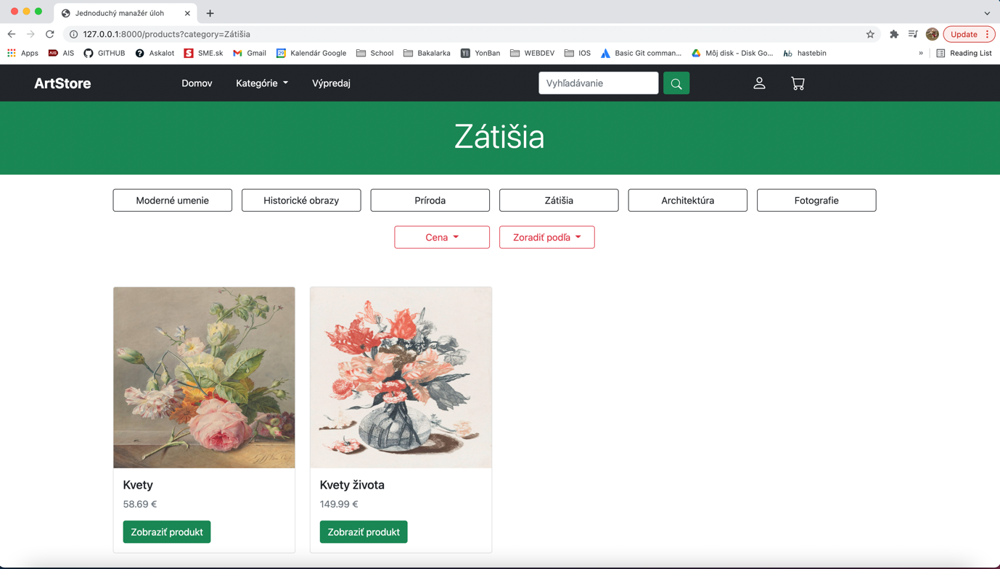 Jednoduchý manažér úloh
127.0.0.1:8000/products?category=Zátišia
Update
Apps AIS GITHUB Askalot SME.sk Gmail Kalendár Google School Bakalarka YonBan WEBDEV IOS Basic Git comman... Môj disk - Disk Go... hastebin » Reading List
ArtStore Domov Kategórie Výpredaj Vyhľadávanie
Zátišia
Moderné umenie Historické obrazy Príroda Zátišia Architektúra Fotografie
Cena Zoradiť podľa
Kvety Kvety života
58.69 € 149.99 €
Zobraziť produkt Zobraziť produkt